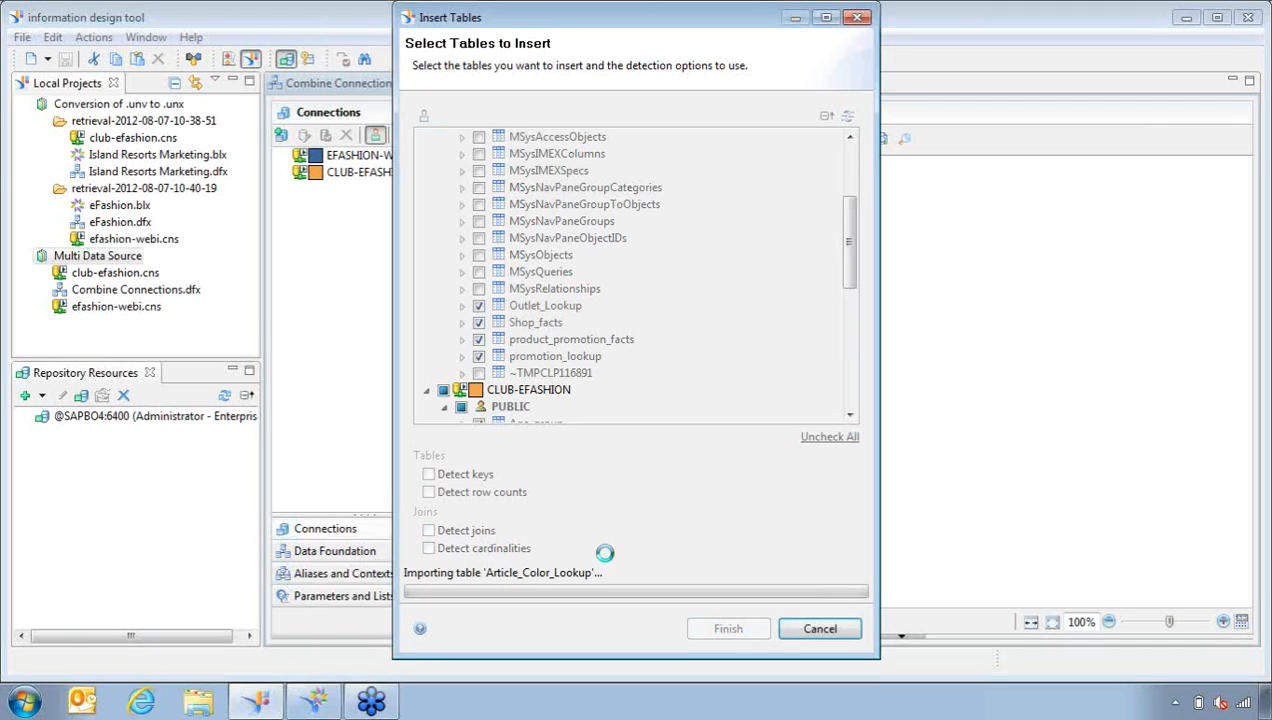 information design tool
File Edit Actions Window Help
Local Projects
Conversion of .unv to .unx
retrieval-2012-08-07-10-38-51
club-efashion.cns
Island Resorts Marketing.blx
Island Resorts Marketing.dfx
retrieval-2012-08-07-10-40-19
eFashion.blx
eFashion.dfx
efashion-webi.cns
Multi Data Source
club-efashion.cns
Combine Connections.dfx
efashion-webi.cns
Repository Resources
@SAPBO4:6400 (Administrator - Enterpris
Combine Connection
Connections
EFASHION-W
CLUB-EFASHI
Connections
Data Foundation
Aliases and Contexts
Parameters and Lists
Insert Tables
Select Tables to Insert
Select the tables you want to insert and the detection options to use.
MSysAccessObjects
MSysIMEXColumns
MSysIMEXSpecs
MSysNavPaneGroupCategories
MSysNavPaneGroupToObjects
MSysNavPaneGroups
MSysNavPaneObjectIDs
MSysObjects
MSysQueries
MSysRelationships
Outlet_Lookup
Shop_facts
product_promotion_facts
promotion_lookup
~TMPCLP116891
CLUB-EFASHION
PUBLIC
Age_group
Uncheck All
Tables
Detect keys
Detect row counts
Joins
Detect joins
Detect cardinalities
Importing table 'Article_Color_Lookup'...
Finish Cancel
100%